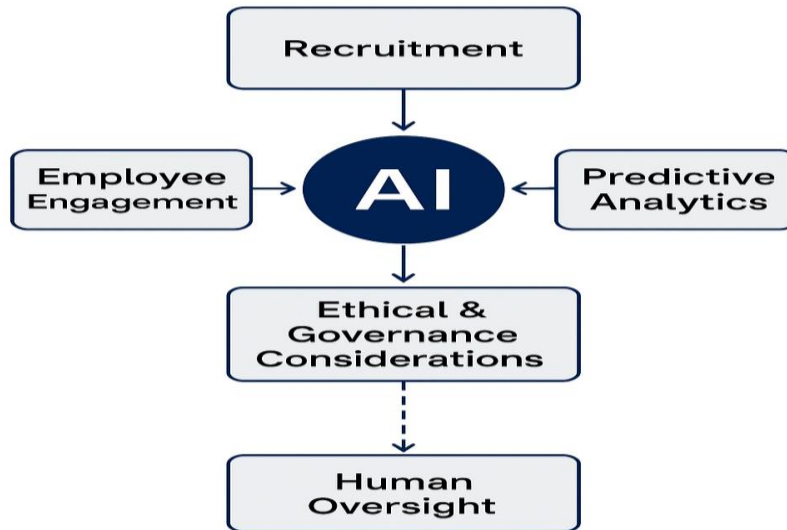 Recruitment
Employee
Engagement
AI
Predictive
Analytics
Ethical &
Governance
Considerations
Human
Oversight